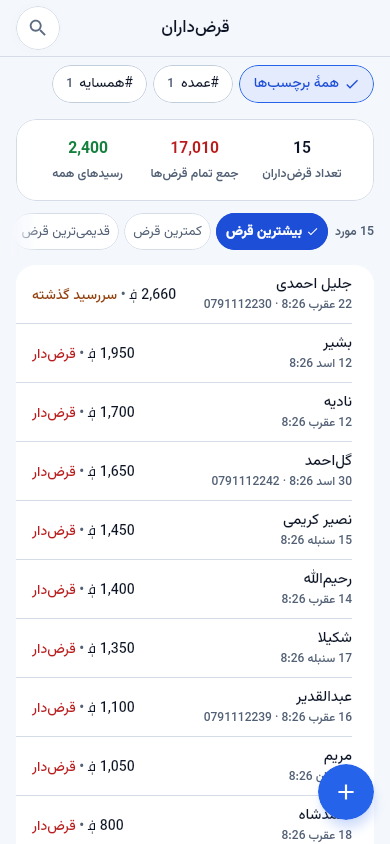 قرض‌داران
همهٔ برچسب‌ها
#عمده 1
#همسایه 1
15
تعداد قرض‌داران
17,010
جمع تمام قرض‌ها
2,400
رسیدهای همه
15 مورد
بیشترین قرض
کمترین قرض
قدیمی‌ترین قرض
جلیل احمدی
22 عقرب 8:26 · 0791112230
2,660 ؋ • سررسید گذشته
بشیر
12 اسد 8:26
1,950 ؋ • قرض‌دار
نادیه
12 عقرب 8:26
1,700 ؋ • قرض‌دار
گل‌احمد
30 اسد 8:26 · 0791112242
1,650 ؋ • قرض‌دار
نصیر کریمی
15 سنبله 8:26
1,450 ؋ • قرض‌دار
رحیم‌الله
14 عقرب 8:26
1,400 ؋ • قرض‌دار
شکیلا
17 سنبله 8:26
1,350 ؋ • قرض‌دار
عبدالقدیر
16 عقرب 8:26 · 0791112239
1,100 ؋ • قرض‌دار
مریم
8:26
1,050 ؋ • قرض‌دار
18 عقرب 8:26
800 ؋ • قرض‌دار